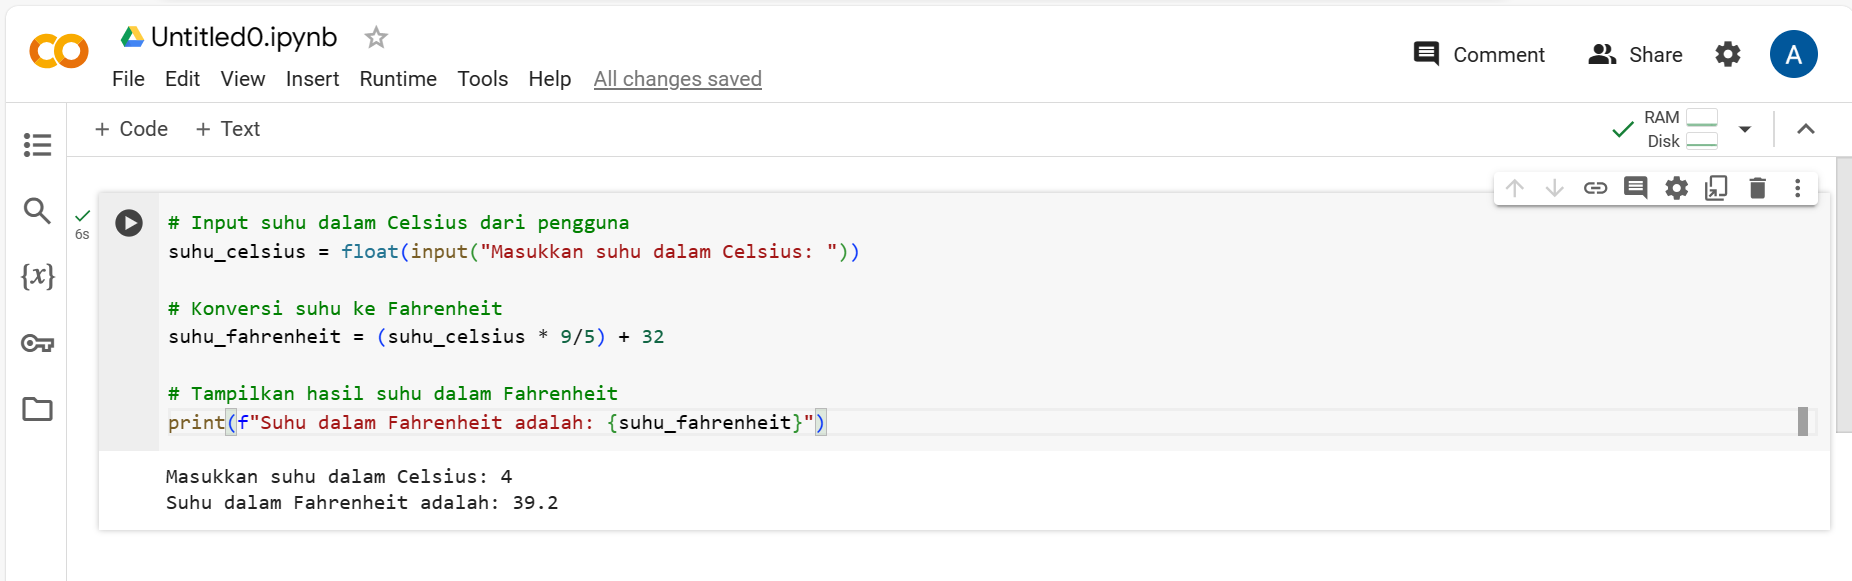 Untitled0.ipynb
File Edit View Insert Runtime Tools Help All changes saved
Comment Share A
+ Code + Text
RAM
Disk
{x}
6s
# Input suhu dalam Celsius dari pengguna
suhu_celsius = float(input("Masukkan suhu dalam Celsius: "))
# Konversi suhu ke Fahrenheit
suhu_fahrenheit = (suhu_celsius * 9/5) + 32
# Tampilkan hasil suhu dalam Fahrenheit
print(f"Suhu dalam Fahrenheit adalah: {suhu_fahrenheit}")
Masukkan suhu dalam Celsius: 4
Suhu dalam Fahrenheit adalah: 39.2